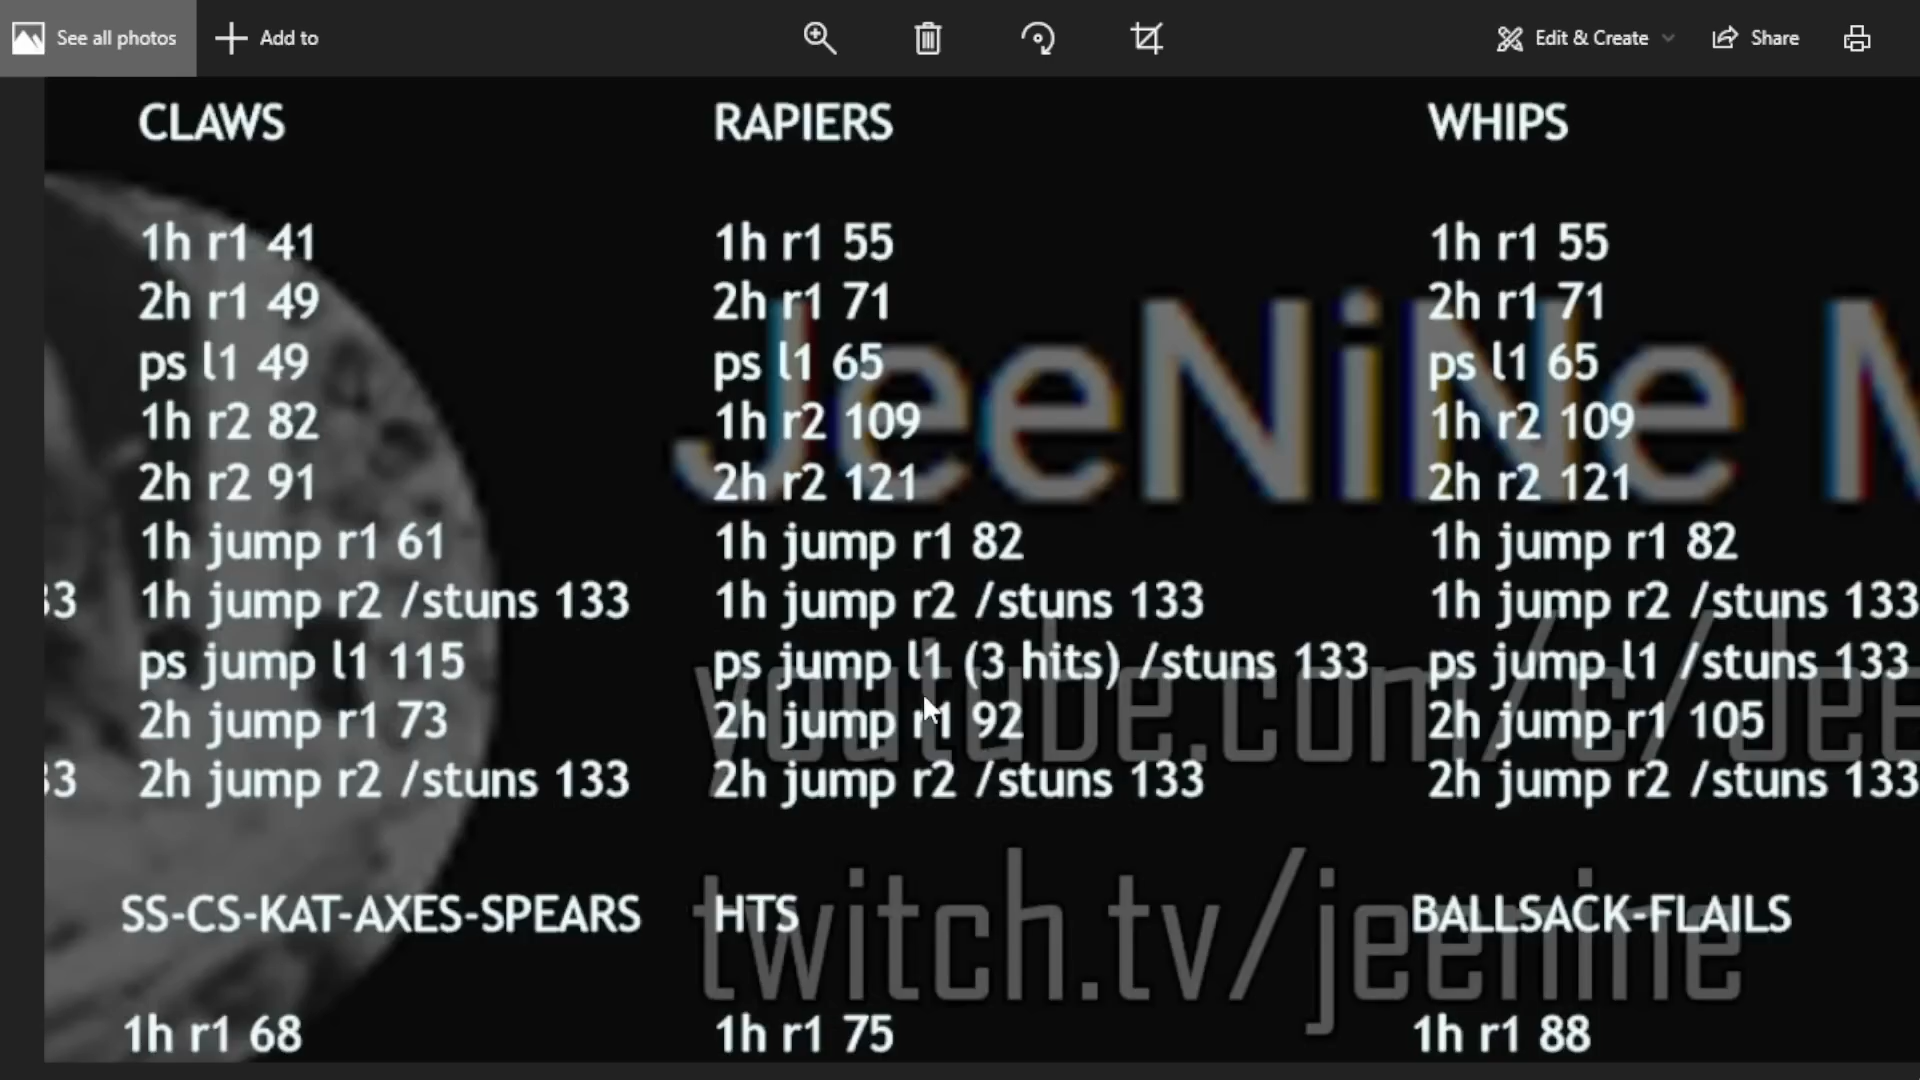 See all photos
Add to
Edit & Create
Share
CLAWS
1h r1 41
2h r1 49
ps l1 49
1h r2 82
2h r2 91
1h jump r1 61
1h jump r2 /stuns 133
ps jump l1 115
2h jump r1 73
2h jump r2 /stuns 133
RAPIERS
1h r1 55
2h r1 71
ps l1 65
1h r2 109
2h r2 121
1h jump r1 82
1h jump r2 /stuns 133
ps jump l1 (3 hits) /stuns 133
2h jump r1 92
2h jump r2 /stuns 133
WHIPS
1h r1 55
2h r1 71
ps l1 65
1h r2 109
2h r2 121
1h jump r1 82
1h jump r2 /stuns 133
ps jump l1 /stuns 133
2h jump r1 105
2h jump r2 /stuns 133
SS-CS-KAT-AXES-SPEARS
1h r1 68
HTS
1h r1 75
BALLSACK-FLAILS
1h r1 88
JeeNiNe
youtube.com/c/Jee
twitch.tv/jeenine